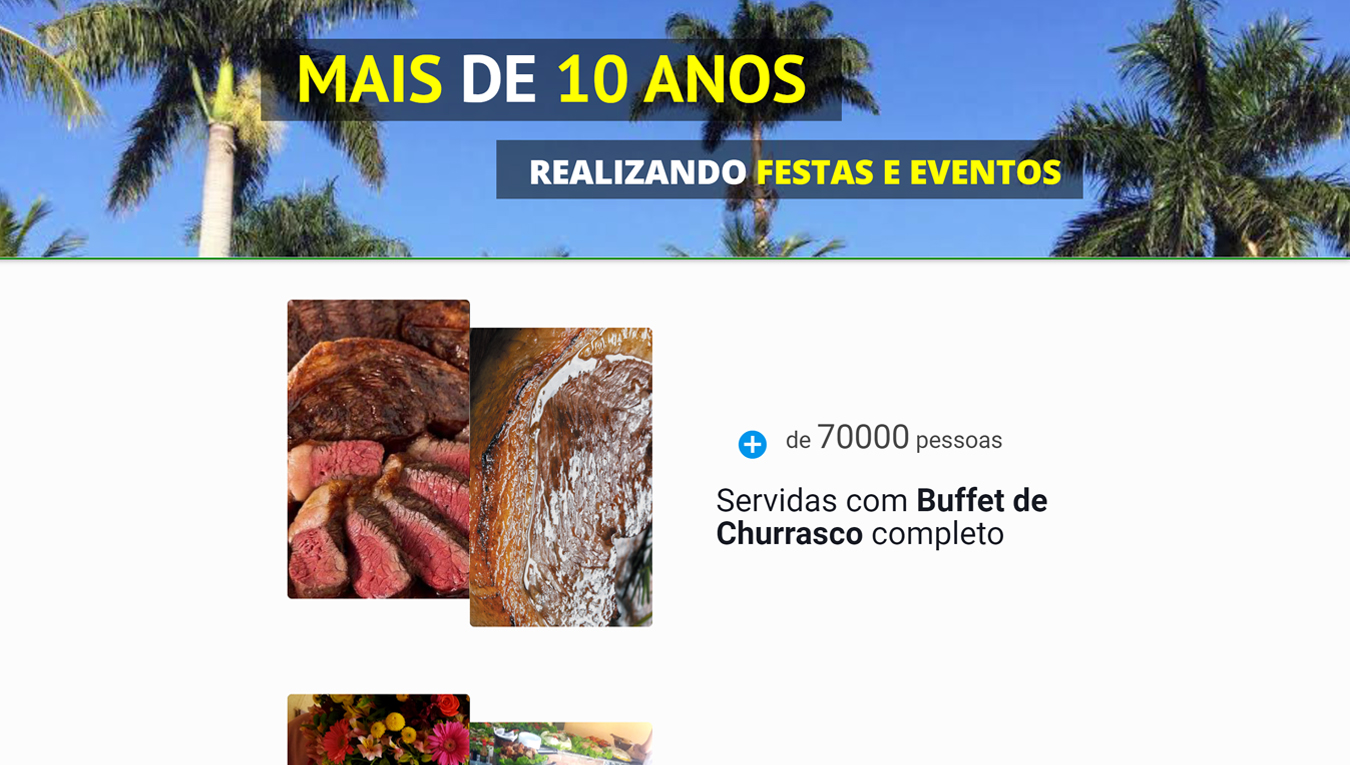 MAIS DE 10 ANOS
REALIZANDO FESTAS E EVENTOS
de 70000 pessoas
Servidas com Buffet de
Churrasco completo